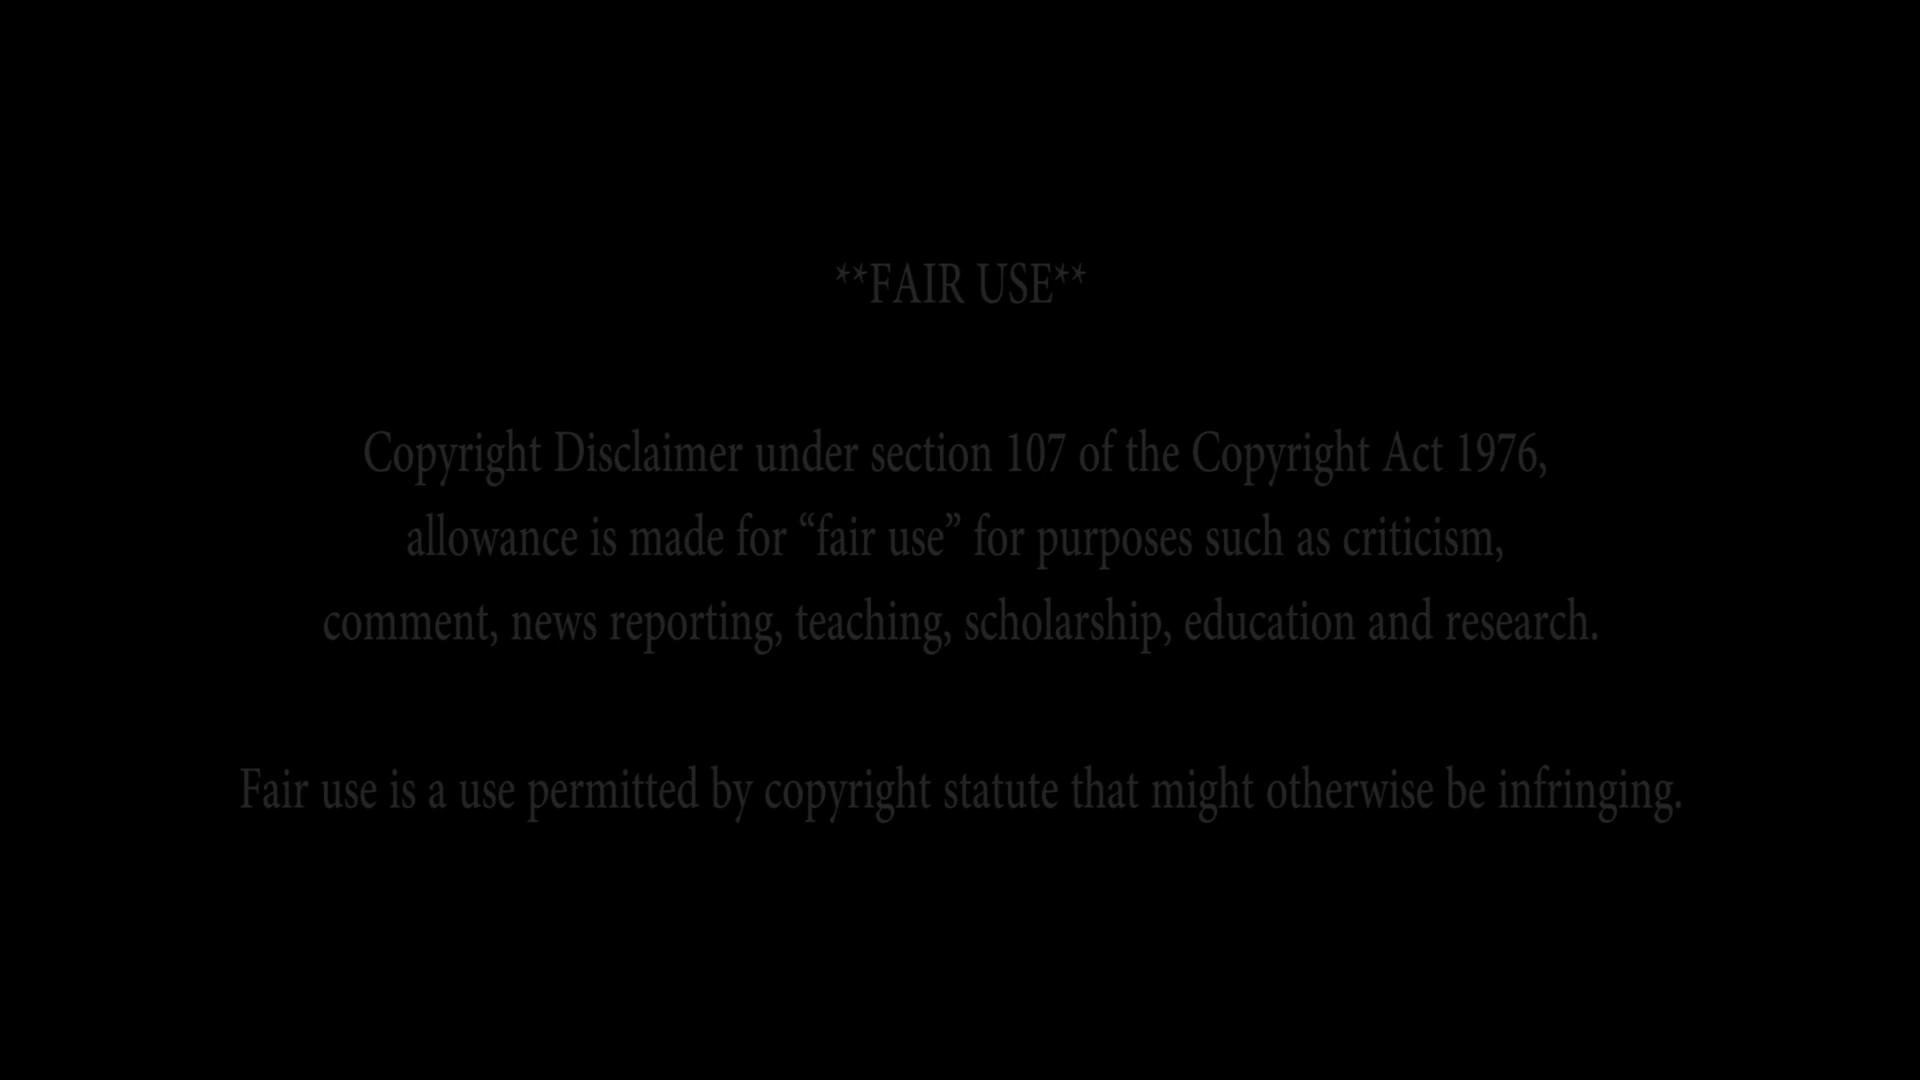 **FAIR USE**
Copyright Disclaimer under section 107 of the Copyright Act 1976,
allowance is made for “fair use” for purposes such as criticism,
comment, news reporting, teaching, scholarship, education and research.
Fair use is a use permitted by copyright statute that might otherwise be infringing.